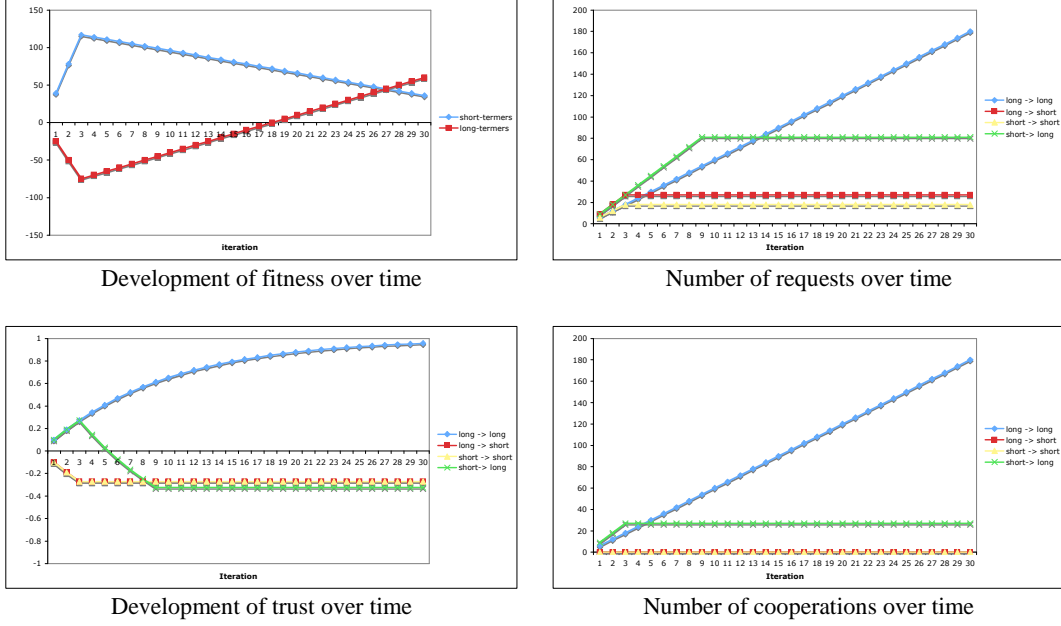 150
100
50
0
-50
-100
-150
1 2 3 4 5 6 7 8 9 10 11 12 13 14 15 16 17 18 19 20 21 22 23 24 25 26 27 28 29 30
iteration
short-termers
long-termers
Development of fitness over time
200
180
160
140
120
100
80
60
40
20
0
1 2 3 4 5 6 7 8 9 10 11 12 13 14 15 16 17 18 19 20 21 22 23 24 25 26 27 28 29 30
Iteration
long -> long
long -> short
short -> short
short-> long
Number of requests over time
1
0.8
0.6
0.4
0.2
0
-0.2
-0.4
-0.6
-0.8
-1
1 2 3 4 5 6 7 8 9 10 11 12 13 14 15 16 17 18 19 20 21 22 23 24 25 26 27 28 29 30
Iteration
long -> long
long -> short
short -> short
short-> long
Development of trust over time
200
180
160
140
120
100
80
60
40
20
0
1 2 3 4 5 6 7 8 9 10 11 12 13 14 15 16 17 18 19 20 21 22 23 24 25 26 27 28 29 30
Iteration
long -> long
long -> short
short -> short
short-> long
Number of cooperations over time